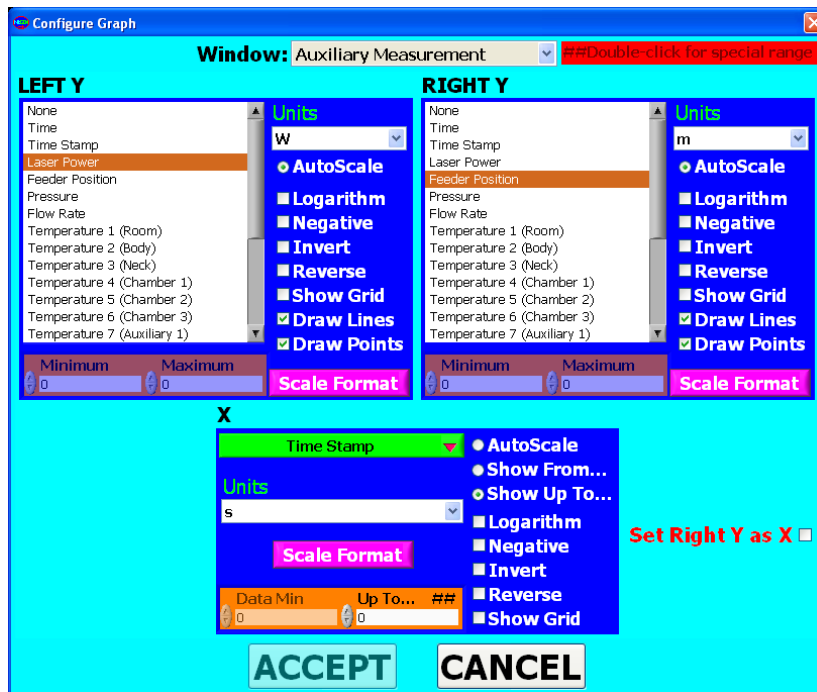 Configure Graph
Window: Auxiliary Measurement ##Double-click for special range
LEFT Y
None
Time
Time Stamp
Laser Power
Feeder Position
Pressure
Flow Rate
Temperature 1 (Room)
Temperature 2 (Body)
Temperature 3 (Neck)
Temperature 4 (Chamber 1)
Temperature 5 (Chamber 2)
Temperature 6 (Chamber 3)
Temperature 7 (Auxiliary 1)
Units
W
AutoScale
Logarithm
Negative
Invert
Reverse
Show Grid
Draw Lines
Draw Points
Minimum Maximum
0 0
Scale Format
RIGHT Y
None
Time
Time Stamp
Laser Power
Feeder Position
Pressure
Flow Rate
Temperature 1 (Room)
Temperature 2 (Body)
Temperature 3 (Neck)
Temperature 4 (Chamber 1)
Temperature 5 (Chamber 2)
Temperature 6 (Chamber 3)
Temperature 7 (Auxiliary 1)
Units
m
AutoScale
Logarithm
Negative
Invert
Reverse
Show Grid
Draw Lines
Draw Points
Minimum Maximum
0 0
Scale Format
X
Time Stamp
Units
s
Scale Format
Data Min Up To... ##
0 0
AutoScale
Show From...
Show Up To...
Logarithm
Negative
Invert
Reverse
Show Grid
Set Right Y as X
ACCEPT CANCEL